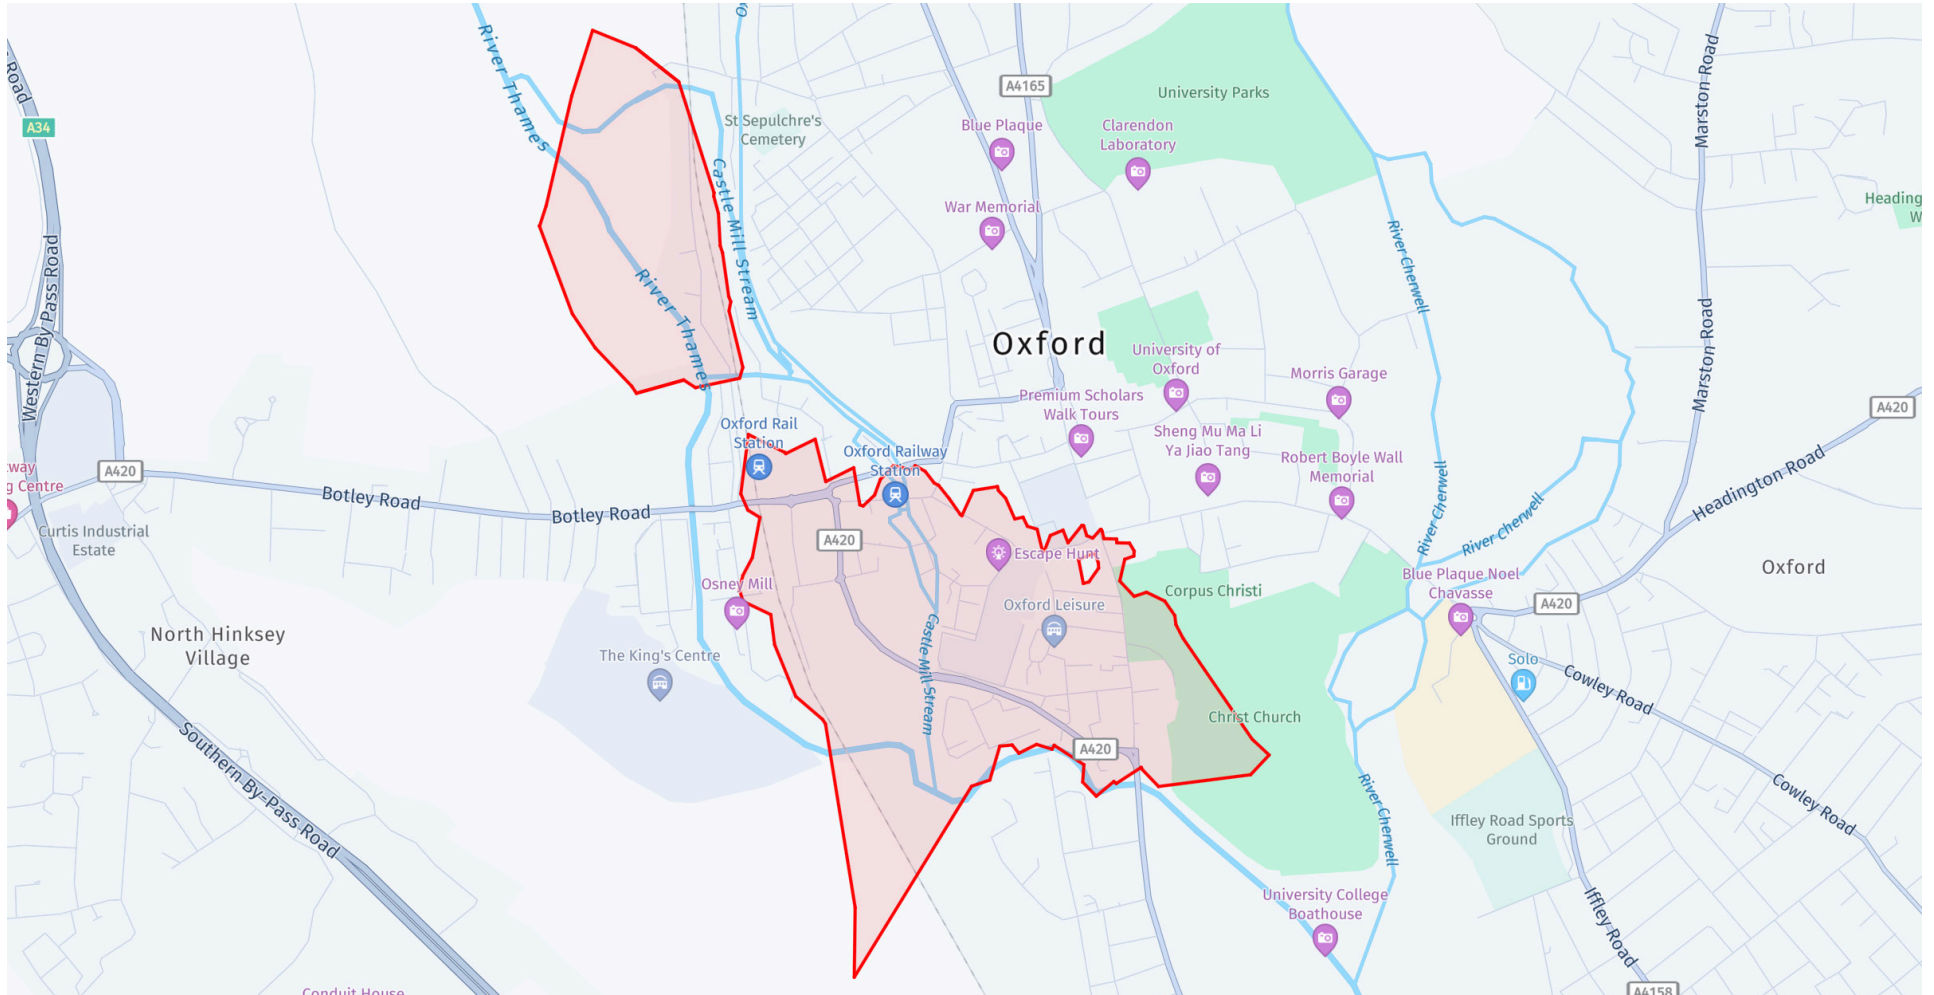 Road
A34
Western By Pass Road
River Thames
River Thames
Castle Mill Stream
St Sepulchre's
Cemetery
A4165
University Parks
Blue Plaque
Clarendon
Laboratory
War Memorial
Marston Road
Marston Road
Heading
W
River Cherwell
Oxford
University of
Oxford
Premium Scholars
Walk Tours
Morris Garage
Sheng Mu Ma Li
Ya Jiao Tang
Robert Boyle Wall
Memorial
A420
Headington Road
Oxford Rail
Station
Oxford Railway
Station
way
g Centre
A420
Botley Road
Botley Road
Curtis Industrial
Estate
A420
Escape Hunt
Osney Mill
Oxford Leisure
Corpus Christi
River Cherwell
River Cherwell
Blue Plaque Noel
Chavasse
A420
Oxford
North Hinksey
Village
The King's Centre
Castle Mill Stream
Christ Church
A420
Solo
Cowley Road
Cowley Road
Southern By-Pass Road
River Cherwell
Iffley Road Sports
Ground
University College
Boathouse
Iffley Road
A4158
Conduit House